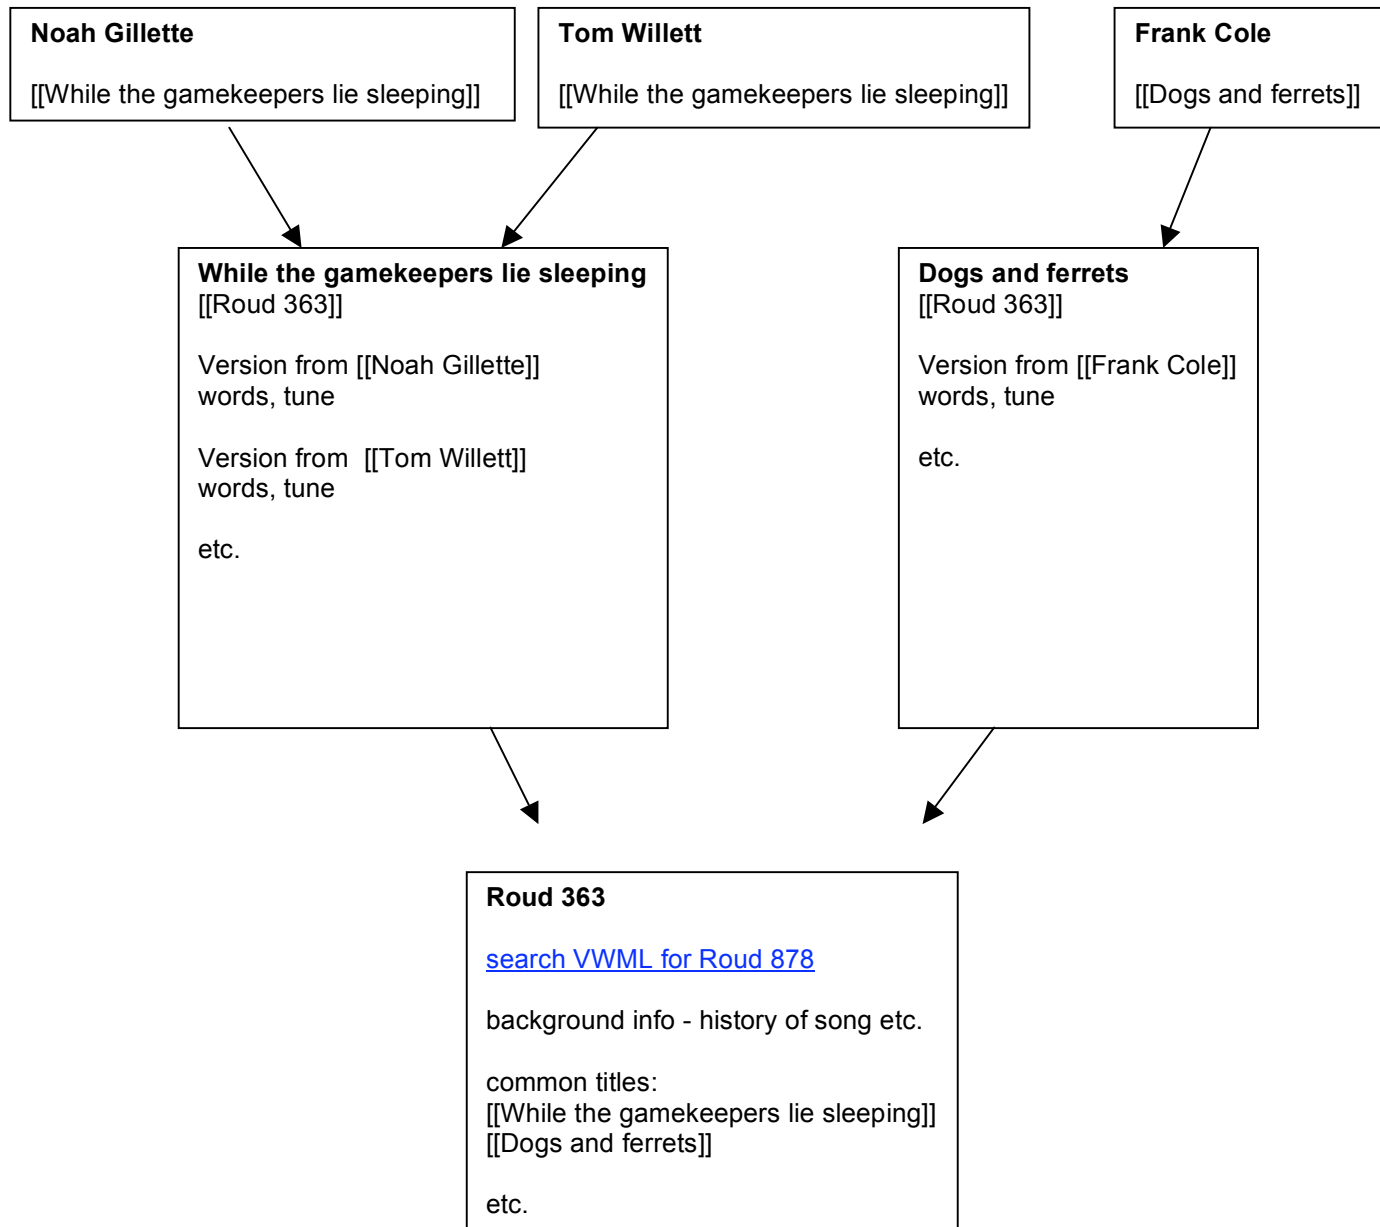 Noah Gillette
[[While the gamekeepers lie sleeping]]
Tom Willett
[[While the gamekeepers lie sleeping]]
Frank Cole
[[Dogs and ferrets]]
While the gamekeepers lie sleeping
[[Roud 363]]
Version from [[Noah Gillette]]
words, tune
Version from  [[Tom Willett]]
words, tune
etc.
Dogs and ferrets
[[Roud 363]]
Version from [[Frank Cole]]
words, tune
etc.
Roud 363
search VWML for Roud 878
background info - history of song etc.
common titles:
[[While the gamekeepers lie sleeping]]
[[Dogs and ferrets]]
etc.